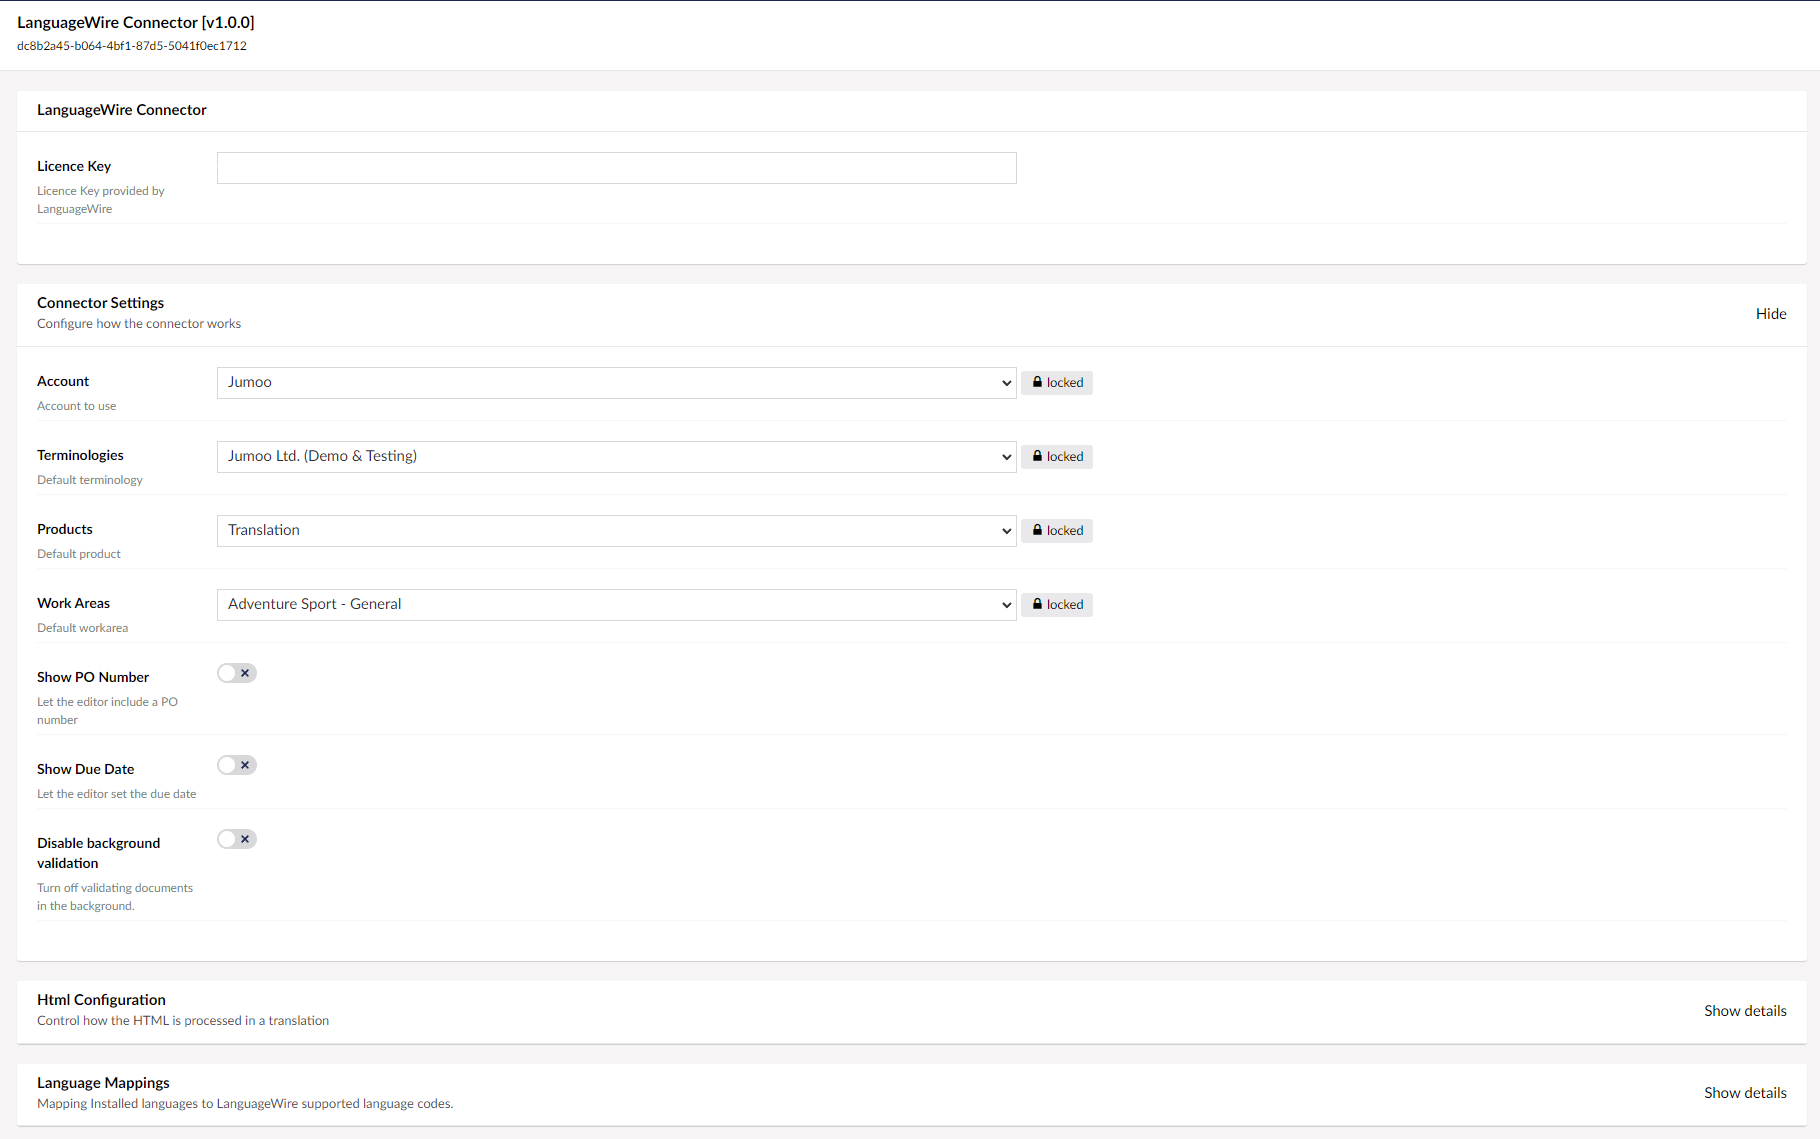 LanguageWire Connector [v1.0.0]
dc8b2a45-b064-4bf1-87d5-5041f0ec1712
LanguageWire Connector
Licence Key
Licence Key provided by
LanguageWire
Connector Settings
Configure how the connector works
Hide
Account
Account to use
Jumoo
locked
Terminologies
Default terminology
Jumoo Ltd. (Demo & Testing)
locked
Products
Default product
Translation
locked
Work Areas
Default workarea
Adventure Sport - General
locked
Show PO Number
Let the editor include a PO
number
Show Due Date
Let the editor set the due date
Disable background
validation
Turn off validating documents
in the background.
Html Configuration
Control how the HTML is processed in a translation
Show details
Language Mappings
Mapping Installed languages to LanguageWire supported language codes.
Show details